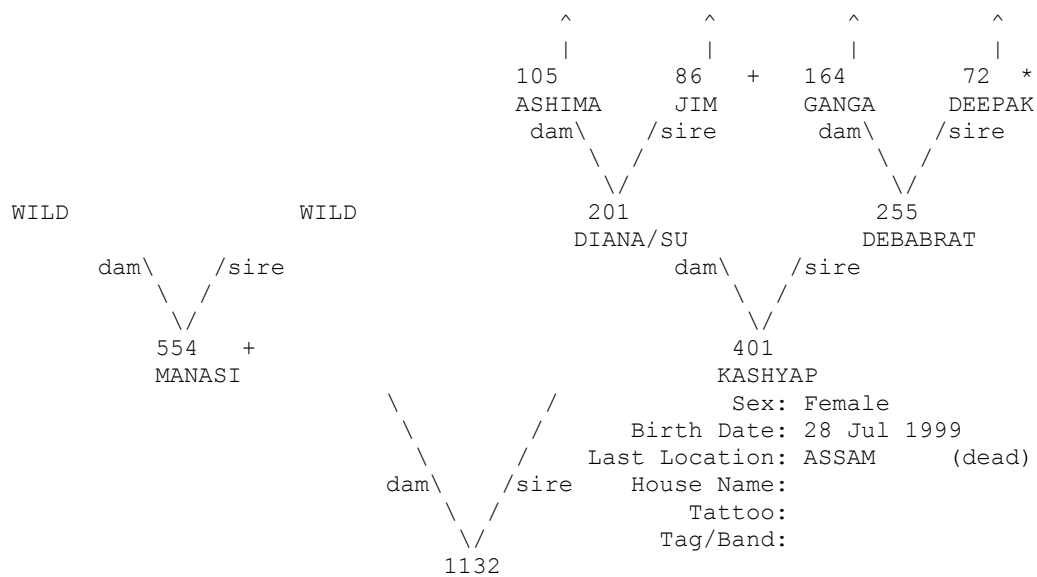 ^ ^ ^ ^
| | | |
105 86 + 164 72 *
ASHIMA JIM GANGA DEEPAK
dam\ /sire dam\ /sire
\ / \ /
\/ \/
WILD WILD 201 255
DIANA/SU DEBABRAT
dam\ /sire dam\ /sire
\ / \ /
\/ \/
554 + 401
MANASI KASHYAP
\ / Sex: Female
\ / Birth Date: 28 Jul 1999
\ / Last Location: ASSAM (dead)
dam\ /sire House Name:
\ / Tattoo:
\/ Tag/Band:
1132